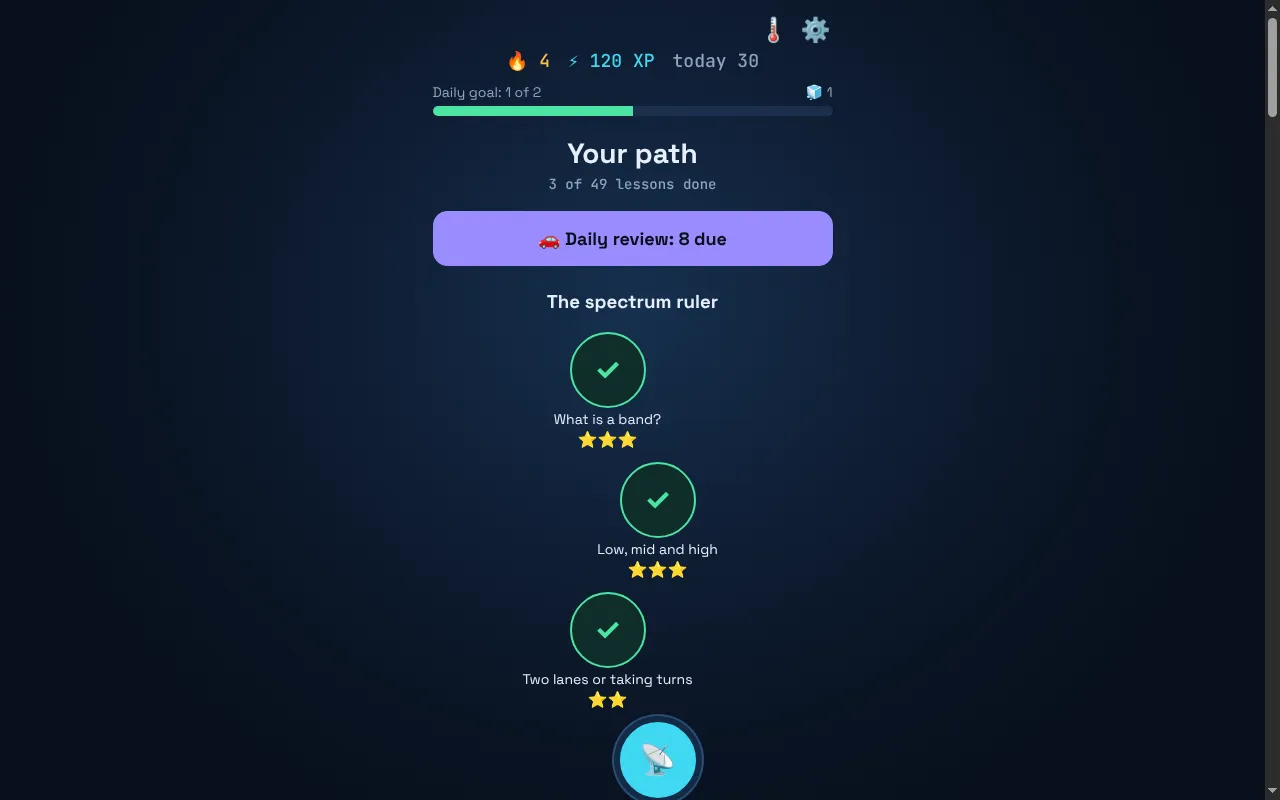 🔥 4 ⚡ 120 XP today 30
Daily goal: 1 of 2 🧊 1
Your path
3 of 49 lessons done
🚗 Daily review: 8 due
The spectrum ruler
What is a band?
Low, mid and high
Two lanes or taking turns